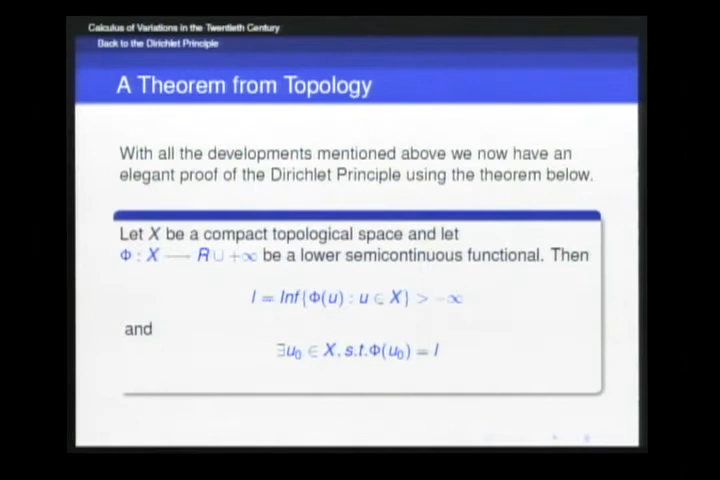 Calculus of Variations in the Twentieth Century
Back to the Dirichlet Principle
A Theorem from Topology
With all the developments mentioned above we now have an
elegant proof of the Dirichlet Principle using the theorem below.
Let X be a compact topological space and let
Φ : X — R ∪ +∞ be a lower semicontinuous functional. Then
I = Inf{Φ(u) : u ∈ X} > −∞
and
∃u₀ ∈ X. s.t.Φ(u₀) = I